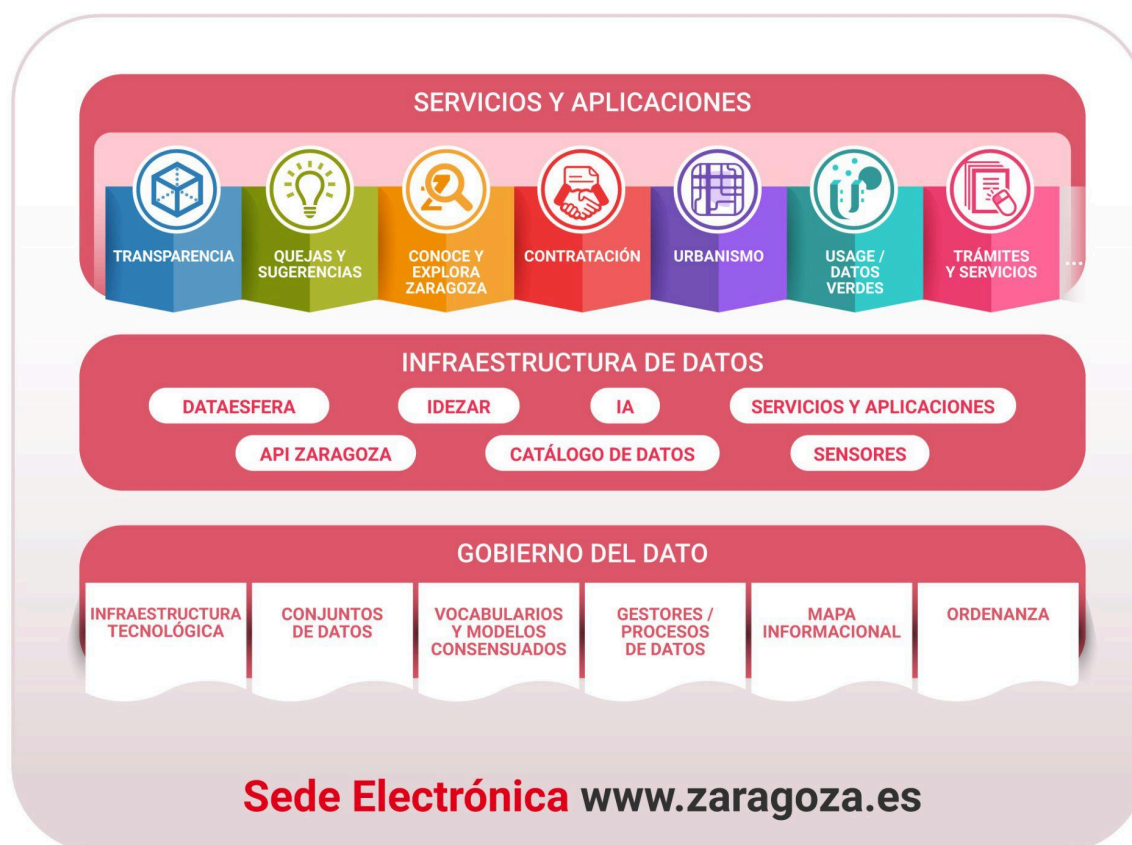 SERVICIOS Y APLICACIONES
TRANSPARENCIA
QUEJAS Y
SUGERENCIAS
CONOCE Y
EXPLORA
ZARAGOZA
CONTRATACIÓN
URBANISMO
USAGE /
DATOS
VERDES
TRÁMITES
Y SERVICIOS
...
INFRAESTRUCTURA DE DATOS
DATAESFERA
IDEZAR
IA
SERVICIOS Y APLICACIONES
API ZARAGOZA
CATÁLOGO DE DATOS
SENSORES
GOBIERNO DEL DATO
INFRAESTRUCTURA
TECNOLÓGICA
CONJUNTOS
DE DATOS
VOCABULARIOS
Y MODELOS
CONSENSUADOS
GESTORES /
PROCESOS
DE DATOS
MAPA
INFORMACIONAL
ORDENANZA
Sede Electrónica www.zaragoza.es